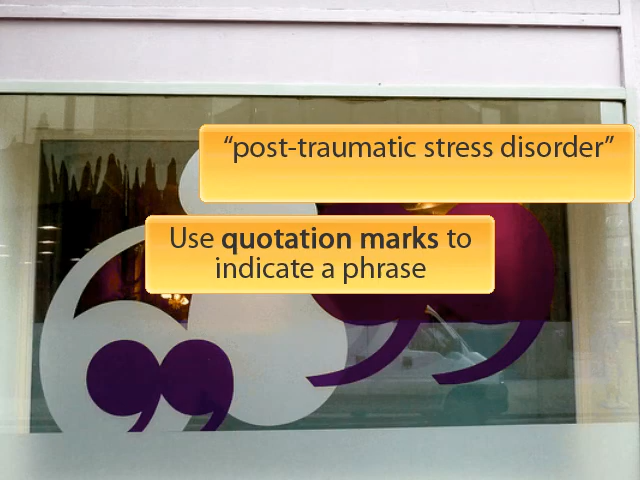 “post-traumatic stress disorder”
Use quotation marks to
indicate a phrase